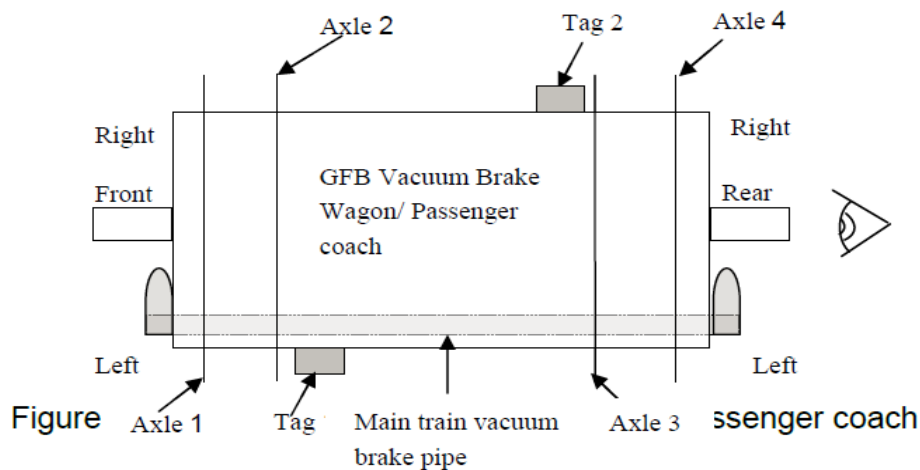 Axle 2
Tag 2
Axle 4
Right
Right
GFB Vacuum Brake
Wagon/ Passenger
coach
Front
Rear
Left
Left
Figure
Axle 1
Tag
Main train vacuum
brake pipe
Axle 3
ssenger coach